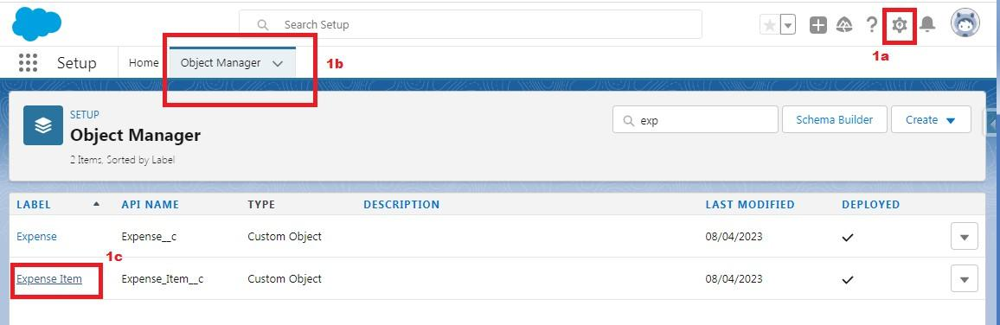 Search Setup
1a
Setup Home Object Manager
1b
SETUP
Object Manager
2 Items, Sorted by Label
exp
Schema Builder
Create
LABEL API NAME TYPE DESCRIPTION LAST MODIFIED DEPLOYED
Expense Expense__c Custom Object 08/04/2023
1c
Expense Item Expense_Item__c Custom Object 08/04/2023